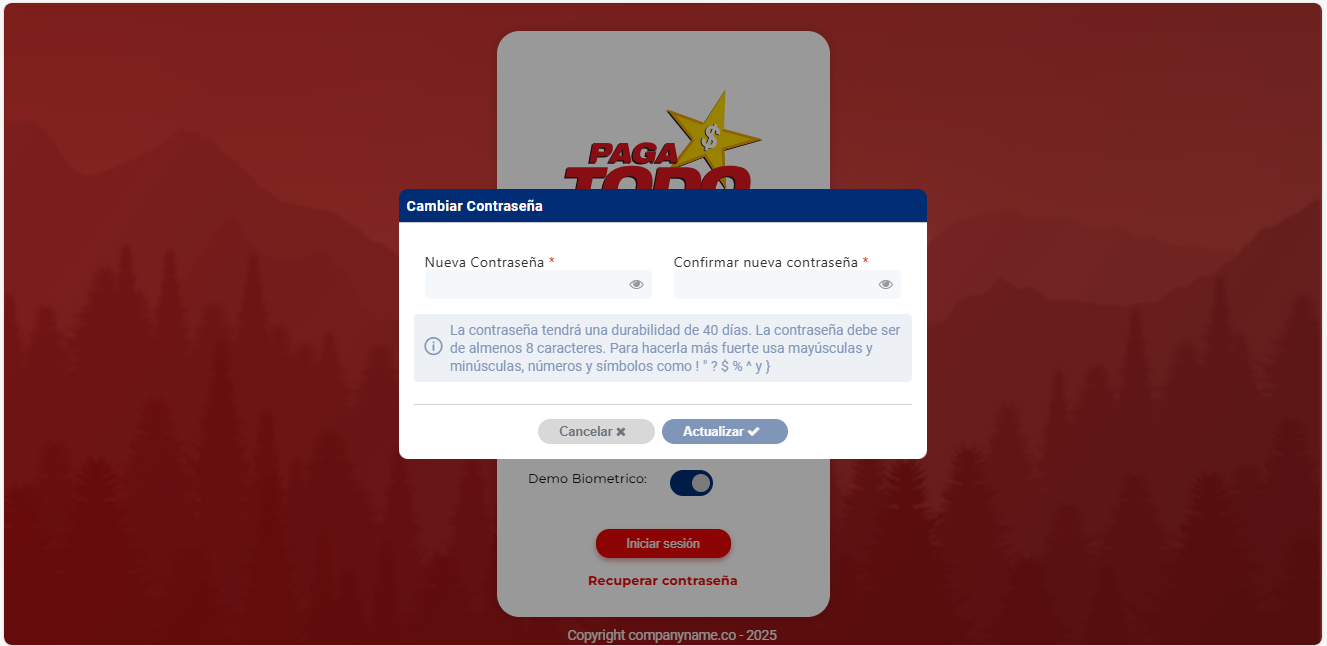 PAGA
TODO
Cambiar Contraseña
Nueva Contraseña *
Confirmar nueva contraseña *
La contraseña tendrá una durabilidad de 40 días. La contraseña debe ser
de almenos 8 caracteres. Para hacerla más fuerte usa mayúsculas y
minúsculas, números y símbolos como ! " ? $ % ^ y }
Cancelar
Actualizar
Demo Biometrico:
Iniciar sesión
Recuperar contraseña
Copyright companyname.co - 2025